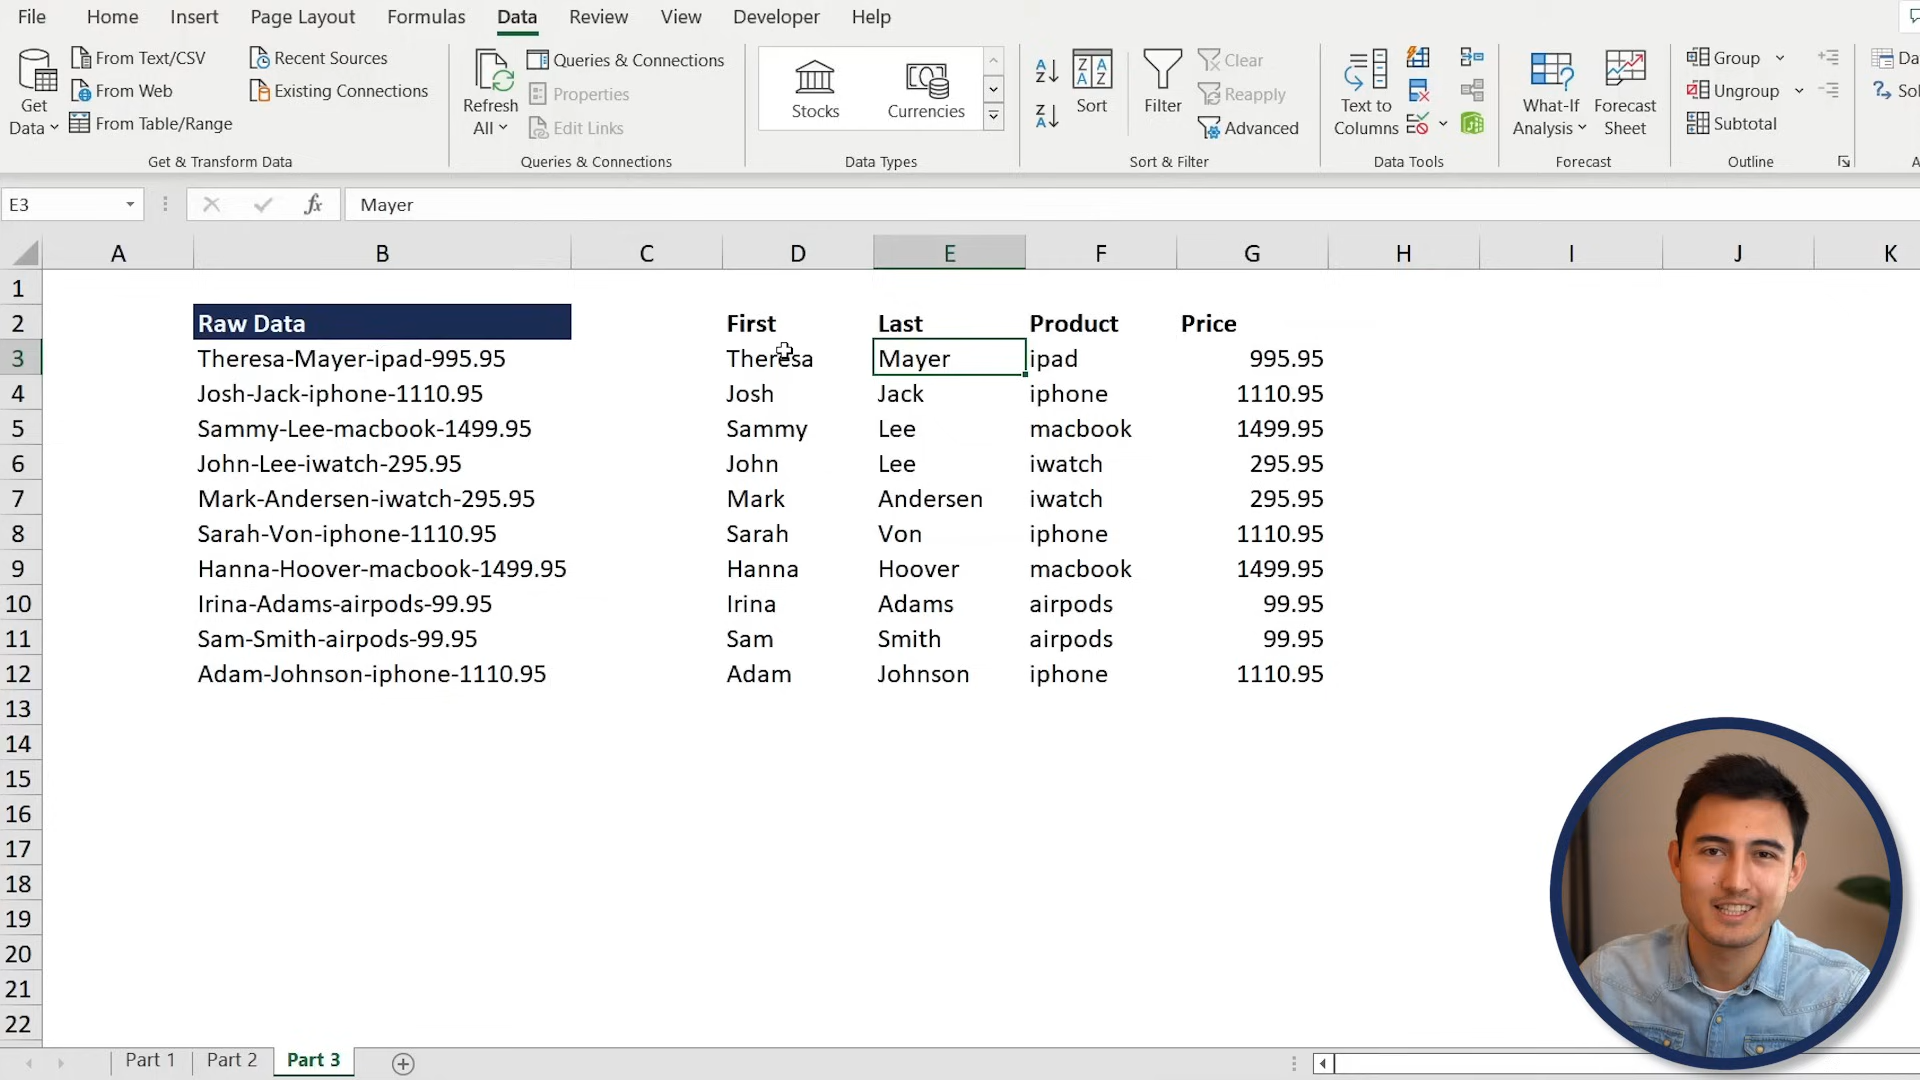 File Home Insert Page Layout Formulas Data Review View Developer Help
Get Data
From Text/CSV
From Web
From Table/Range
Recent Sources
Existing Connections
Get & Transform Data
Refresh All
Queries & Connections
Properties
Edit Links
Queries & Connections
Stocks Currencies
Data Types
Sort
Filter
Clear
Reapply
Advanced
Sort & Filter
Text to Columns
Data Tools
What-If Analysis
Forecast Sheet
Forecast
Group
Ungroup
Subtotal
Outline
E3 fx Mayer
A B C D E F G H I J K
1
2 Raw Data First Last Product Price
3 Theresa-Mayer-ipad-995.95 Theresa Mayer ipad 995.95
4 Josh-Jack-iphone-1110.95 Josh Jack iphone 1110.95
5 Sammy-Lee-macbook-1499.95 Sammy Lee macbook 1499.95
6 John-Lee-iwatch-295.95 John Lee iwatch 295.95
7 Mark-Andersen-iwatch-295.95 Mark Andersen iwatch 295.95
8 Sarah-Von-iphone-1110.95 Sarah Von iphone 1110.95
9 Hanna-Hoover-macbook-1499.95 Hanna Hoover macbook 1499.95
10 Irina-Adams-airpods-99.95 Irina Adams airpods 99.95
11 Sam-Smith-airpods-99.95 Sam Smith airpods 99.95
12 Adam-Johnson-iphone-1110.95 Adam Johnson iphone 1110.95
13
14
15
16
17
18
19
20
21
22
Part 1 Part 2 Part 3